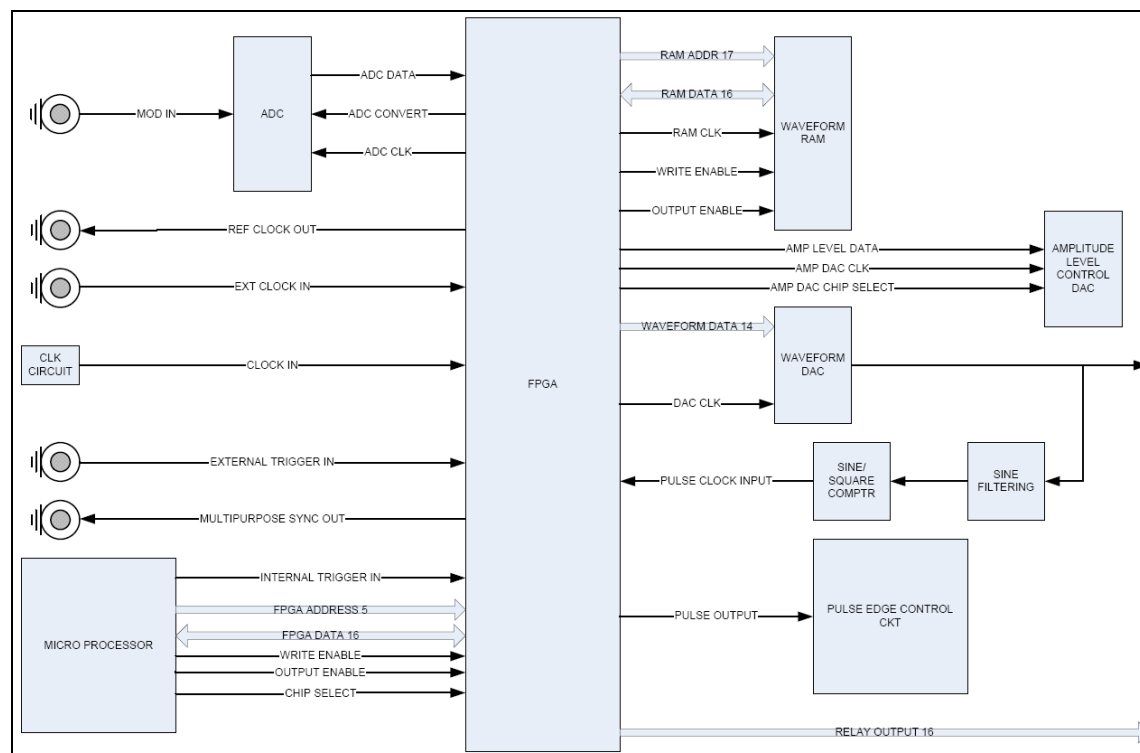 MOD IN
ADC
ADC DATA
ADC CONVERT
ADC CLK
REF CLOCK OUT
EXT CLOCK IN
CLK
CIRCUIT
CLOCK IN
EXTERNAL TRIGGER IN
MULTIPURPOSE SYNC OUT
MICRO PROCESSOR
INTERNAL TRIGGER IN
FPGA ADDRESS 5
FPGA DATA 16
WRITE ENABLE
OUTPUT ENABLE
CHIP SELECT
FPGA
RAM ADDR 17
RAM DATA 16
RAM CLK
WRITE ENABLE
OUTPUT ENABLE
WAVEFORM
RAM
AMP LEVEL DATA
AMP DAC CLK
AMP DAC CHIP SELECT
AMPLITUDE
LEVEL
CONTROL
DAC
WAVEFORM DATA 14
DAC CLK
WAVEFORM
DAC
PULSE CLOCK INPUT
SINE/
SQUARE
COMPTR
SINE
FILTERING
PULSE OUTPUT
PULSE EDGE CONTROL
CKT
RELAY OUTPUT 16